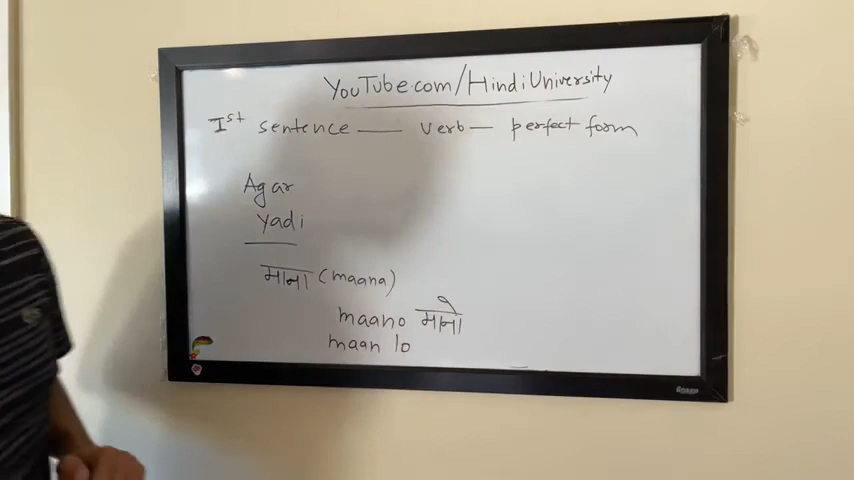 YouTube.com/HindiUniversity
Ist sentence — verb — perfect form
Agar
yadi
माना (maana)
maano मानो
maan lo